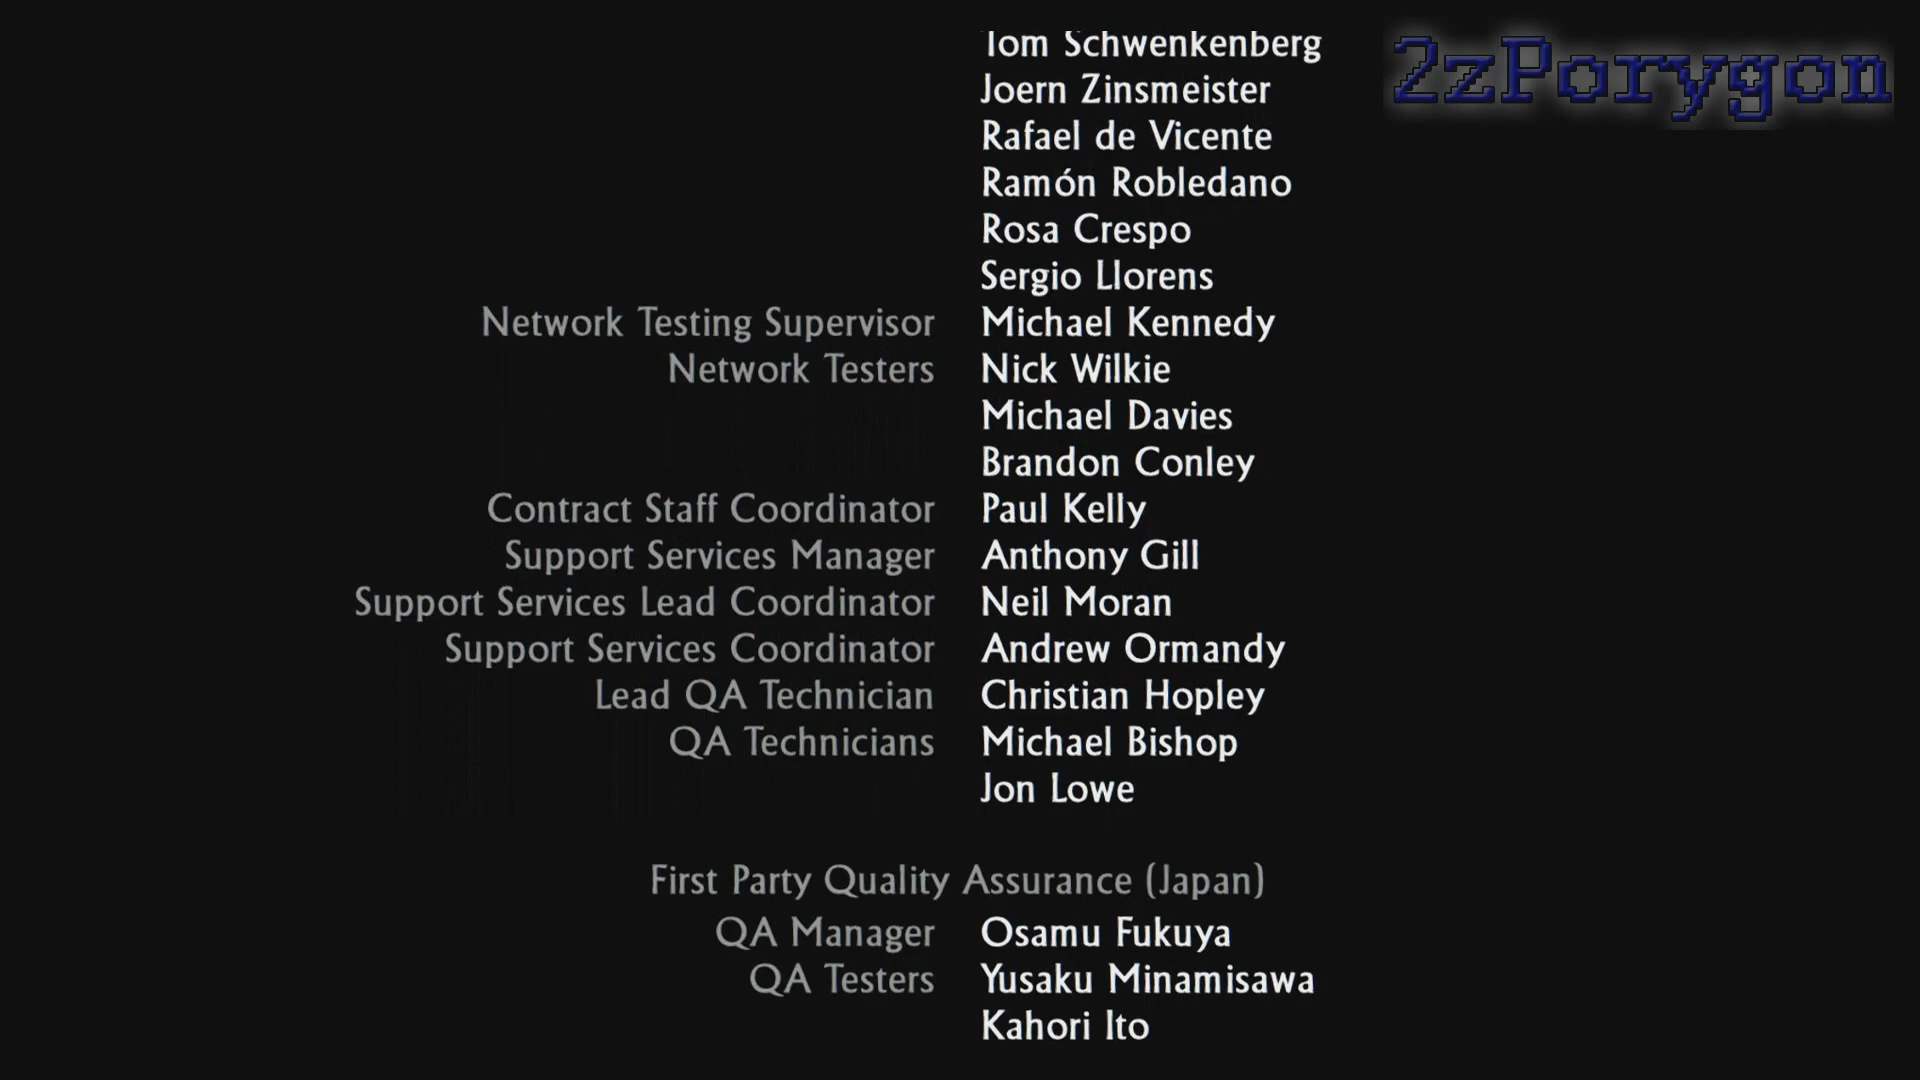 Tom Schwenkenberg
2zPorygon
Joern Zinsmeister
Rafael de Vicente
Ramón Robledano
Rosa Crespo
Sergio Llorens
Network Testing Supervisor Michael Kennedy
Network Testers Nick Wilkie
Michael Davies
Brandon Conley
Contract Staff Coordinator Paul Kelly
Support Services Manager Anthony Gill
Support Services Lead Coordinator Neil Moran
Support Services Coordinator Andrew Ormandy
Lead QA Technician Christian Hopley
QA Technicians Michael Bishop
Jon Lowe
First Party Quality Assurance (Japan)
QA Manager Osamu Fukuya
QA Testers Yusaku Minamisawa
Kahori Ito